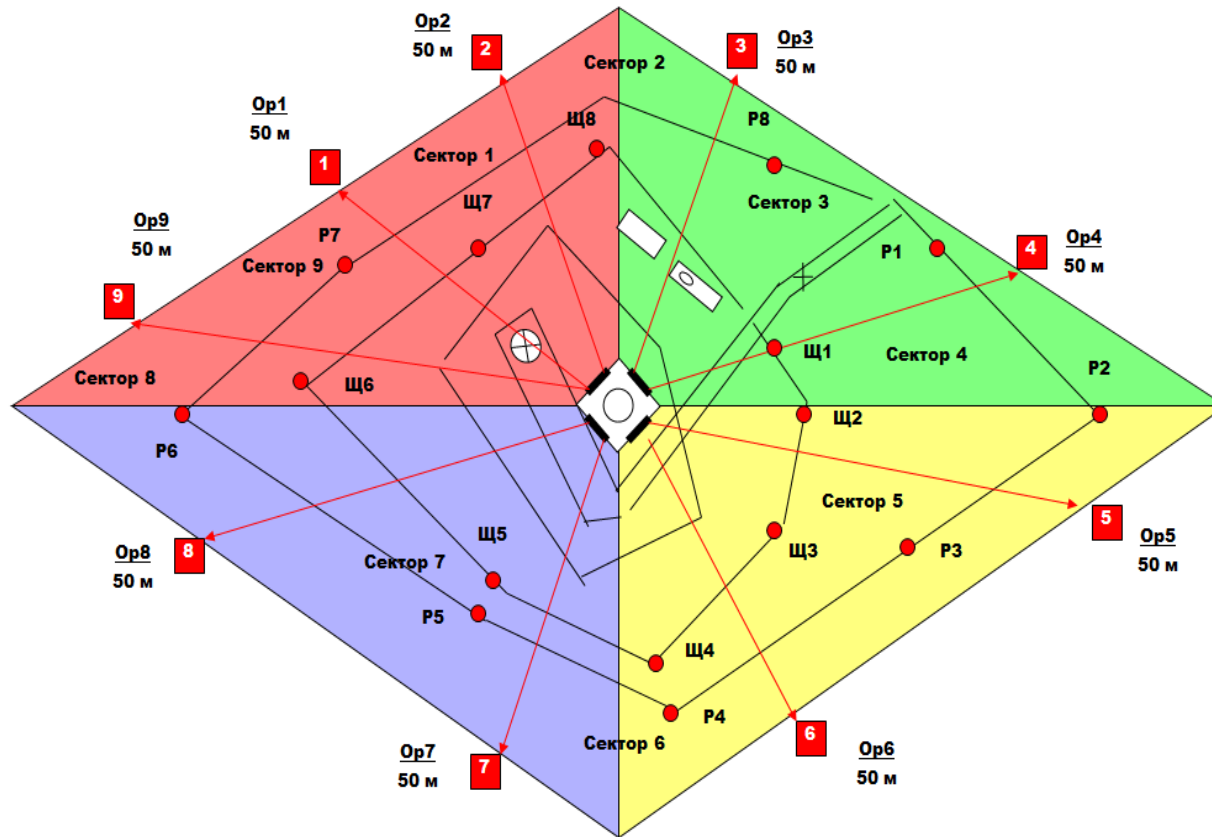 Ор2
50 м
2
3
Ор3
50 м
Сектор 2
Ор1
50 м
1
Щ8
Р8
Сектор 1
Сектор 3
Ор9
50 м
9
Р7
Сектор 9
Щ7
Р1
4
Ор4
50 м
Щ1
Сектор 4
Сектор 8
Щ6
Р2
Щ2
Р6
Сектор 5
5
Ор5
50 м
8
Ор8
50 м
Щ5
Сектор 7
Щ3
Р3
Р5
Щ4
Р4
Сектор 6
6
Ор6
50 м
Ор7
50 м
7